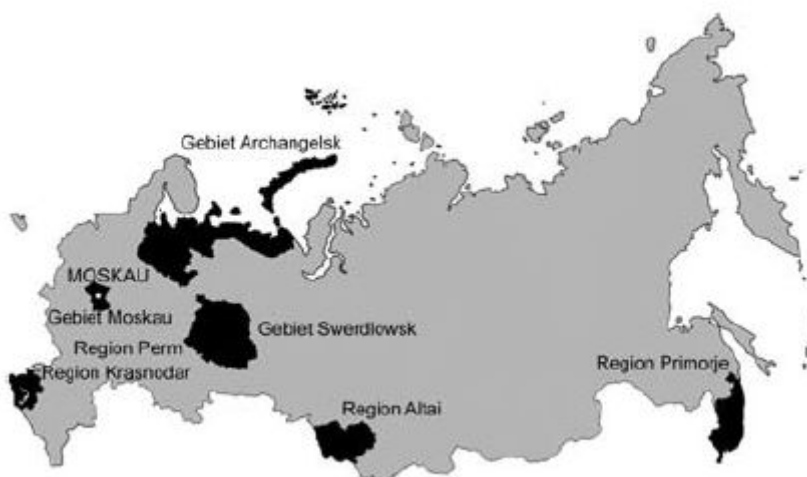 Gebiet Archangelsk
MOSKAU
Gebiet Moskau
Gebiet Swerdlowsk
Region Perm
Region Krasnodar
Region Primorje
Region Altai